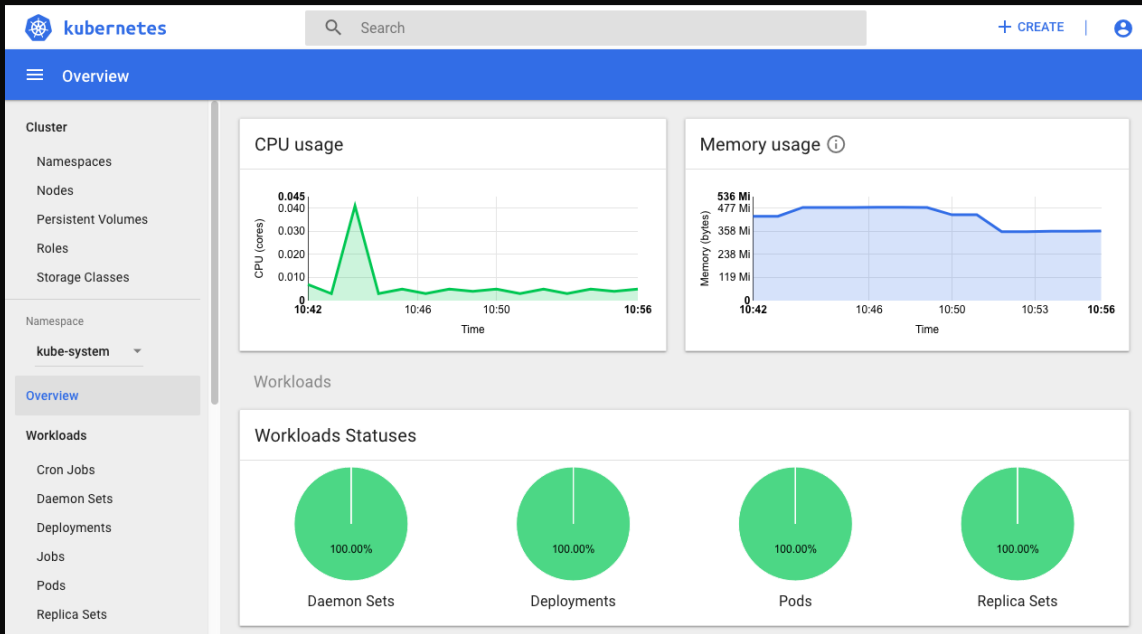 kubernetes
Search
+ CREATE
Overview
Cluster
Namespaces
Nodes
Persistent Volumes
Roles
Storage Classes
Namespace
kube-system
Overview
Workloads
Cron Jobs
Daemon Sets
Deployments
Jobs
Pods
Replica Sets
CPU usage
CPU (cores)
0.045
0.040
0.030
0.020
0.010
0
10:42 10:46 10:50 10:56
Time
Memory usage
Memory (bytes)
536 Mi
477 Mi
358 Mi
238 Mi
119 Mi
0
10:42 10:46 10:50 10:53 10:56
Time
Workloads
Workloads Statuses
100.00% 100.00% 100.00% 100.00%
Daemon Sets Deployments Pods Replica Sets